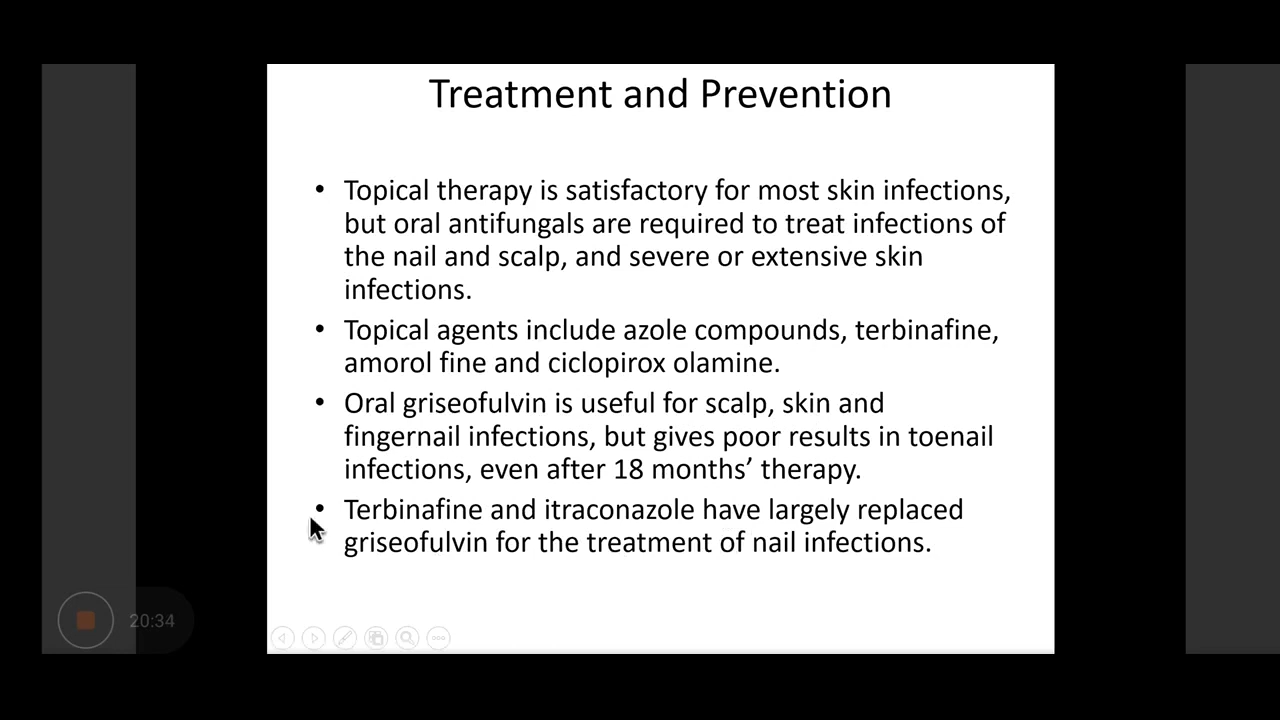 Treatment and Prevention
• Topical therapy is satisfactory for most skin infections,
but oral antifungals are required to treat infections of
the nail and scalp, and severe or extensive skin
infections.
• Topical agents include azole compounds, terbinafine,
amorol fine and ciclopirox olamine.
• Oral griseofulvin is useful for scalp, skin and
fingernail infections, but gives poor results in toenail
infections, even after 18 months’ therapy.
• Terbinafine and itraconazole have largely replaced
griseofulvin for the treatment of nail infections.
20:34